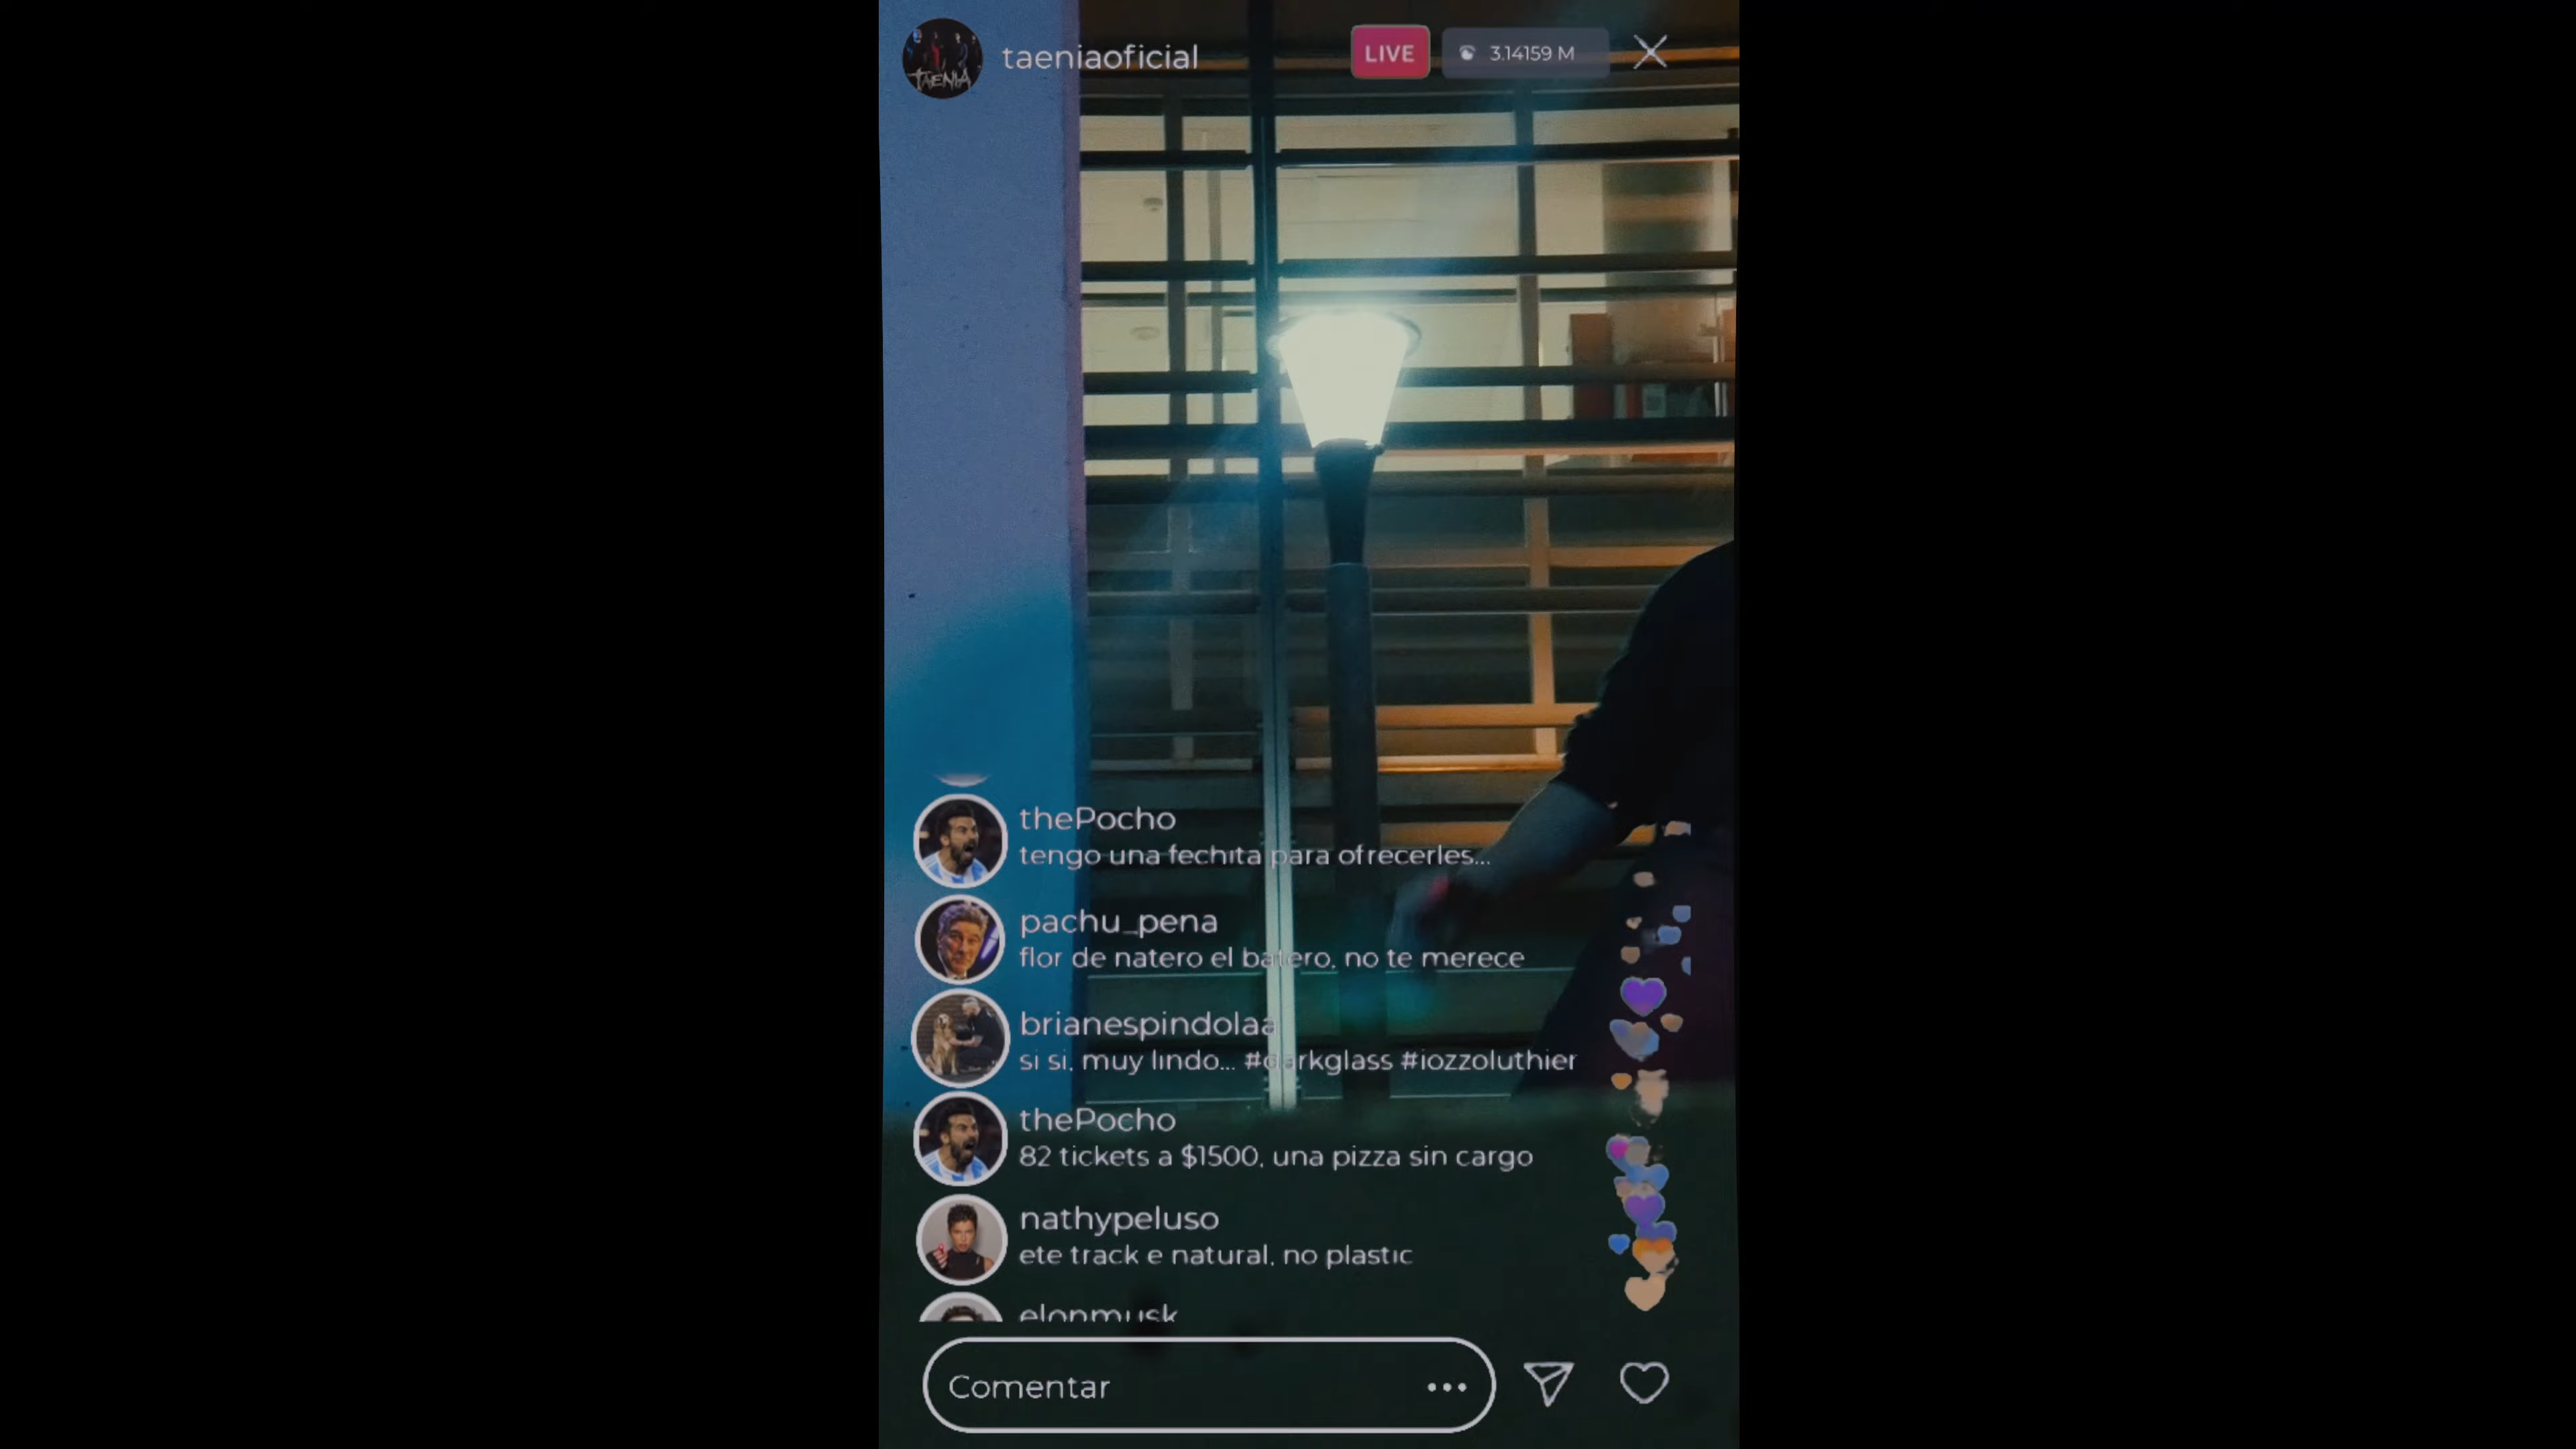 taeniaoficial
LIVE
3.14159 M
TAENIA
thePocho
tengo una fechita para ofrecerles...
pachu_pena
flor de natero el batero, no te merece
brianespindolaa
si si, muy lindo... #darkglass #iozzoluthier
thePocho
82 tickets a $1500, una pizza sin cargo
nathypeluso
ete track e natural, no plastic
elonmusk
Comentar